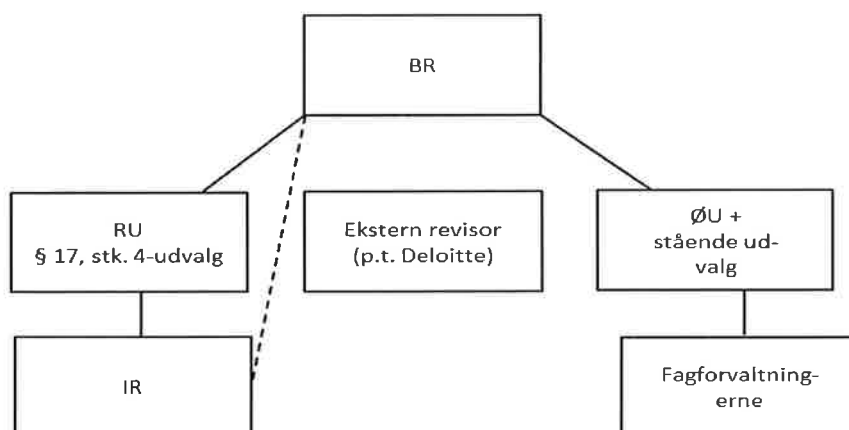 BR
RU
§ 17, stk. 4-udvalg
Ekstern revisor
(p.t. Deloitte)
ØU +
stående ud-
valg
IR
Fagforvaltning-
erne